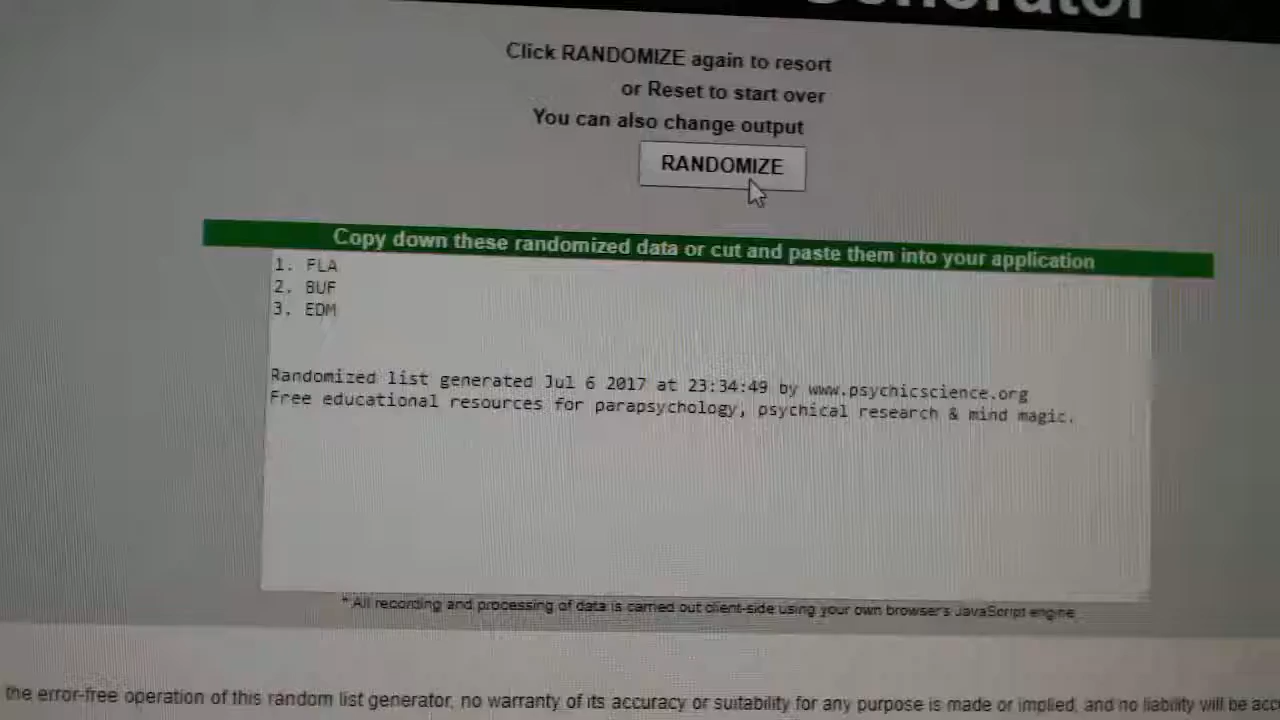 Generator
Click RANDOMIZE again to resort
or Reset to start over
You can also change output
RANDOMIZE
Copy down these randomized data or cut and paste them into your application
1. FLA
2. BUF
3. EDM
Randomized list generated Jul 6 2017 at 23:34:49 by www.psychicscience.org
Free educational resources for parapsychology, psychical research & mind magic.
* All recording and processing of data is carried out client-side using your own browser's JavaScript engine
the error-free operation of this random list generator, no warranty of its accuracy or suitability for any purpose is made or implied, and no liability will be acc